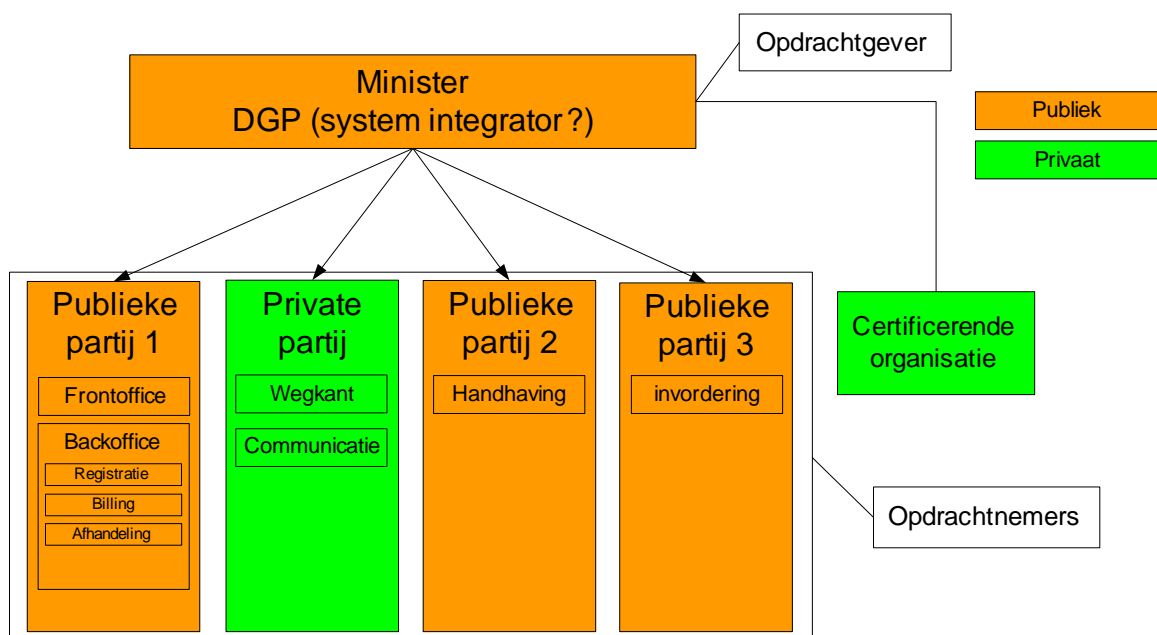 Opdrachtgever
Minister
DGP (system integrator?)
Publiek
Privaat
Publieke
partij 1
Frontoffice
Backoffice
Registratie
Billing
Afhandeling
Private
partij
Wegkant
Communicatie
Publieke
partij 2
Handhaving
Publieke
partij 3
invordering
Certificerende
organisatie
Opdrachtnemers